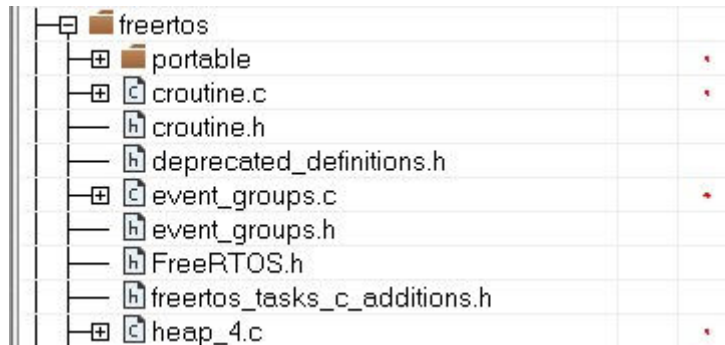 freertos
portable
croutine.c
croutine.h
deprecated_definitions.h
event_groups.c
event_groups.h
FreeRTOS.h
freertos_tasks_c_additions.h
heap_4.c